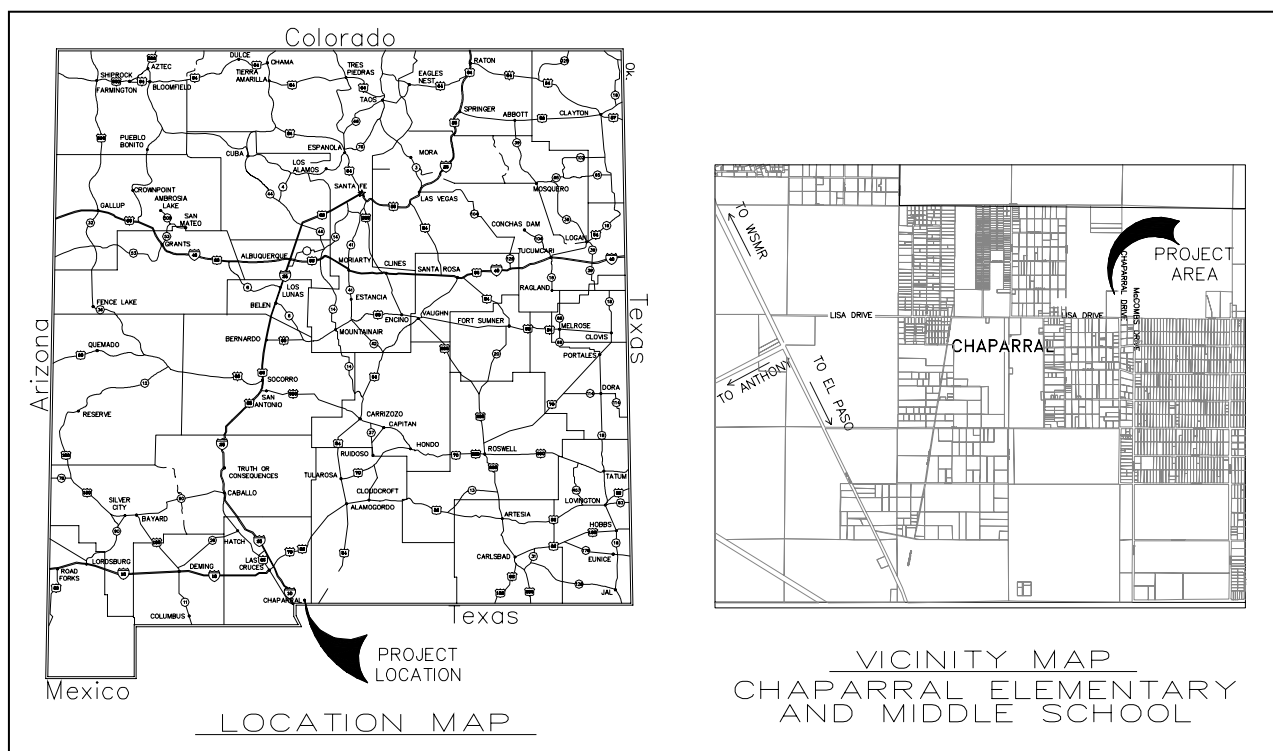 Colorado
Ok
Texas
Arizona
Texas
Mexico
SHIPROCK
AZTEC
FARMINGTON
BLOOMFIELD
DULCE
CHAMA
TIERRA
AMARILLA
TRES
PIEDRAS
TAOS
EAGLES
NEST
RATON
SPRINGER
ABBOTT
CLAYTON
PUEBLO
BONITO
CUBA
ESPANOLA
LOS
ALAMOS
MORA
MOSQUERO
CROWNPOINT
AMBROSIA
LAKE
SAN
MATEO
GALLUP
GRANTS
SANTA FE
LAS VEGAS
CONCHAS DAM
LOGAN
ALBUQUERQUE
MORIARTY
CLINES
SANTA ROSA
TUCUMCARI
FENCE LAKE
LOS
LUNAS
BELEN
ESTANCIA
ENCINO
VAUGHN
RAGLAND
FORT SUMNER
MELROSE
CLOVIS
BERNARDO
MOUNTAINAIR
PORTALES
QUEMADO
SOCORRO
SAN
ANTONIO
DORA
RESERVE
CARRIZOZO
CAPITAN
HONDO
ROSWELL
RUIDOSO
TATUM
TRUTH OR
CONSEQUENCES
TULAROSA
CABALLO
CLOUDCROFT
ALAMOGORDO
ARTESIA
LOVINGTON
SILVER
CITY
BAYARD
HATCH
HOBBS
LAS
CRUCES
CARLSBAD
EUNICE
LORDSBURG
ROAD
FORKS
DEMING
JAL
COLUMBUS
CHAPARRAL
PROJECT
LOCATION
LOCATION MAP
TO WSMR
PROJECT
AREA
CHAPARRAL DRIVE
McCOMBS DRIVE
LISA DRIVE
LISA DRIVE
CHAPARRAL
TO ANTHONY
TO EL PASO
VICINITY MAP
CHAPARRAL ELEMENTARY
AND MIDDLE SCHOOL